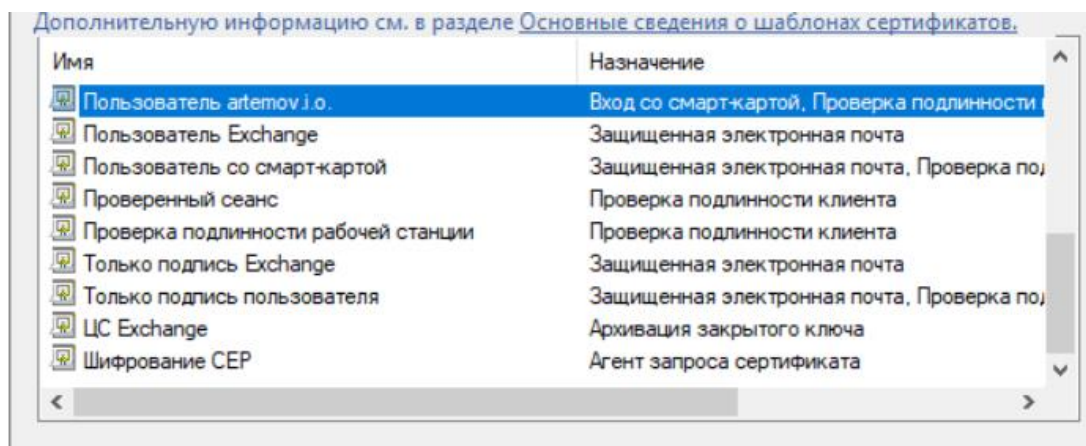 Дополнительную информацию см. в разделе Основные сведения о шаблонах сертификатов.
Имя Назначение
Пользователь artemov.i.o. Вход со смарт-картой, Проверка подлинности
Пользователь Exchange Защищенная электронная почта
Пользователь со смарт-картой Защищенная электронная почта, Проверка под
Проверенный сеанс Проверка подлинности клиента
Проверка подлинности рабочей станции Проверка подлинности клиента
Только подпись Exchange Защищенная электронная почта
Только подпись пользователя Защищенная электронная почта, Проверка под
ЦС Exchange Архивация закрытого ключа
Шифрование CEP Агент запроса сертификата